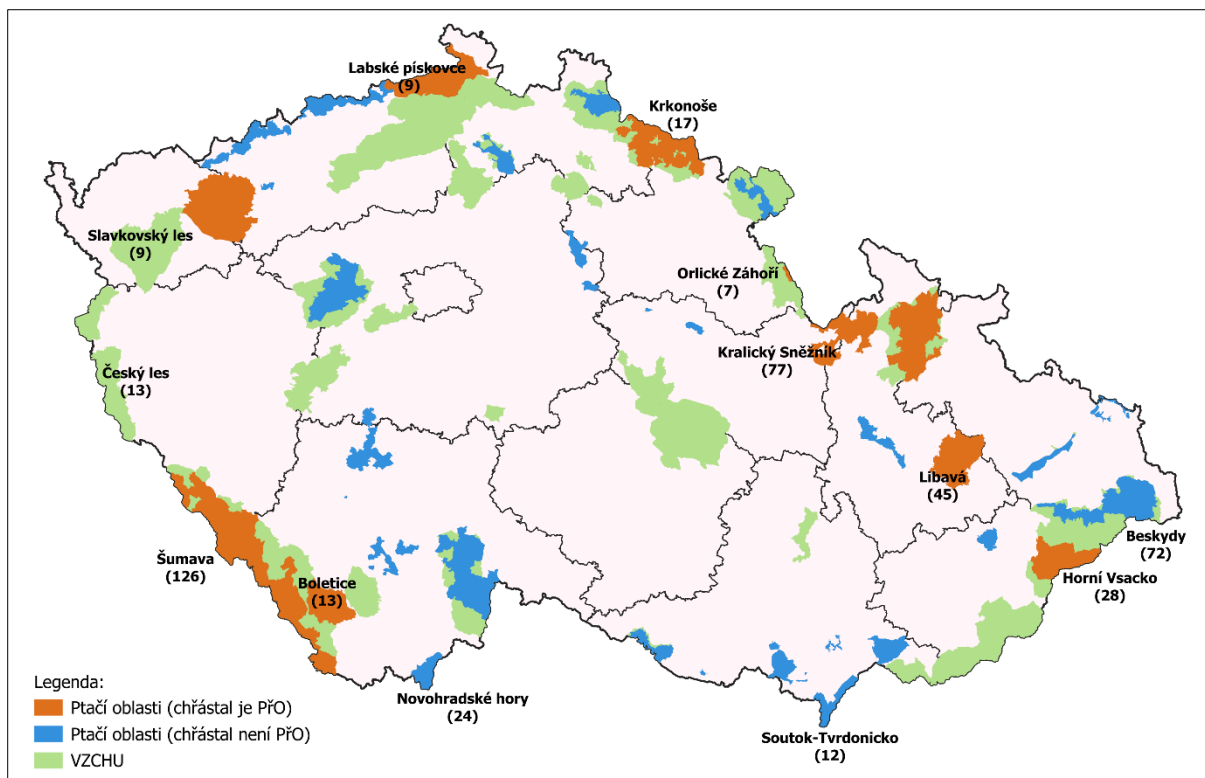 Labské pískovce
(9)
Krkonoše
(17)
Slavkovský les
(9)
Orlické Záhoří
(7)
Kralický Sněžník
(77)
Český les
(13)
Libavá
(45)
Beskydy
(72)
Šumava
(126)
Boletice
(13)
Horní Vsacko
(28)
Novohradské hory
(24)
Soutok-Tvrdonicko
(12)
Legenda:
Ptačí oblasti (chřástal je PřO)
Ptačí oblasti (chřástal není PřO)
VZCHU